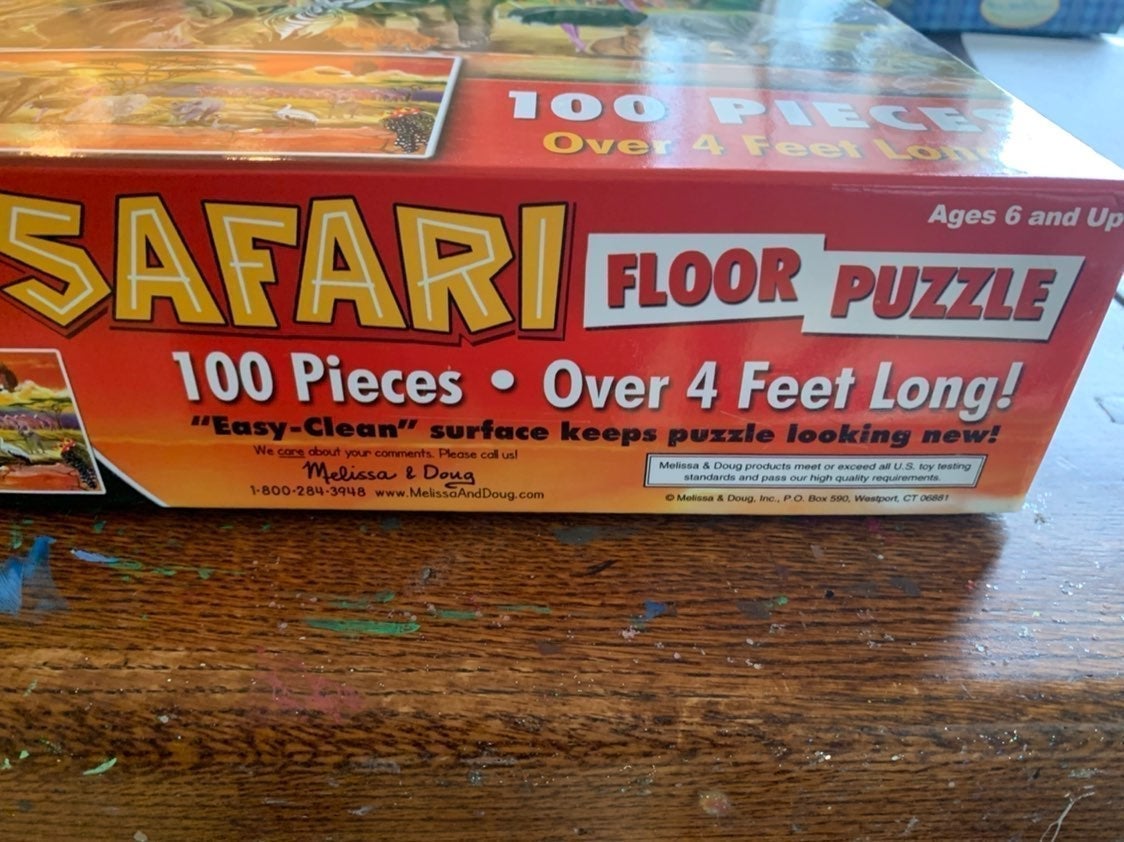 100 PIECES
Over 4 Feet Long
Ages 6 and Up
SAFARI FLOOR PUZZLE
100 Pieces • Over 4 Feet Long!
"Easy-Clean" surface keeps puzzle looking new!
We care about your comments. Please call us!
Melissa & Doug
1-800-284-3948 www.MelissaAndDoug.com
Melissa & Doug products meet or exceed all U.S. toy testing
standards and pass our high quality requirements.
© Melissa & Doug, Inc., P.O. Box 590, Westport, CT 06881